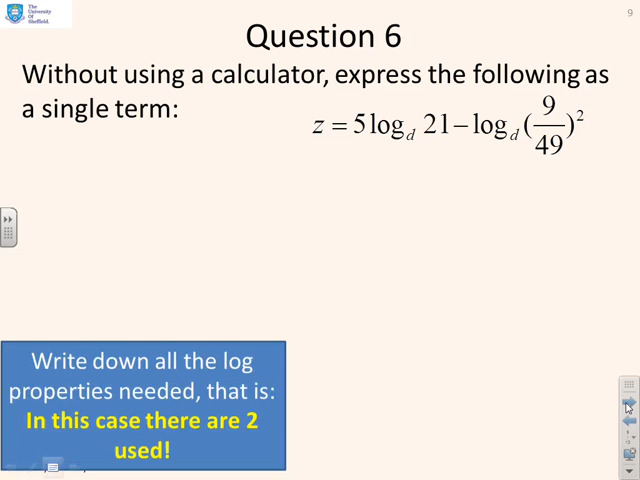 The
University
Of
Sheffield.
9
Question 6
Without using a calculator, express the following as
a single term:
z = 5 log_d 21 − log_d (9/49)^2
Write down all the log
properties needed, that is:
In this case there are 2
used!